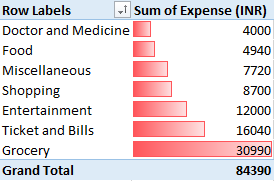 Row Labels Sum of Expense (INR)
Doctor and Medicine 4000
Food 4940
Miscellaneous 7720
Shopping 8700
Entertainment 12000
Ticket and Bills 16040
Grocery 30990
Grand Total 84390